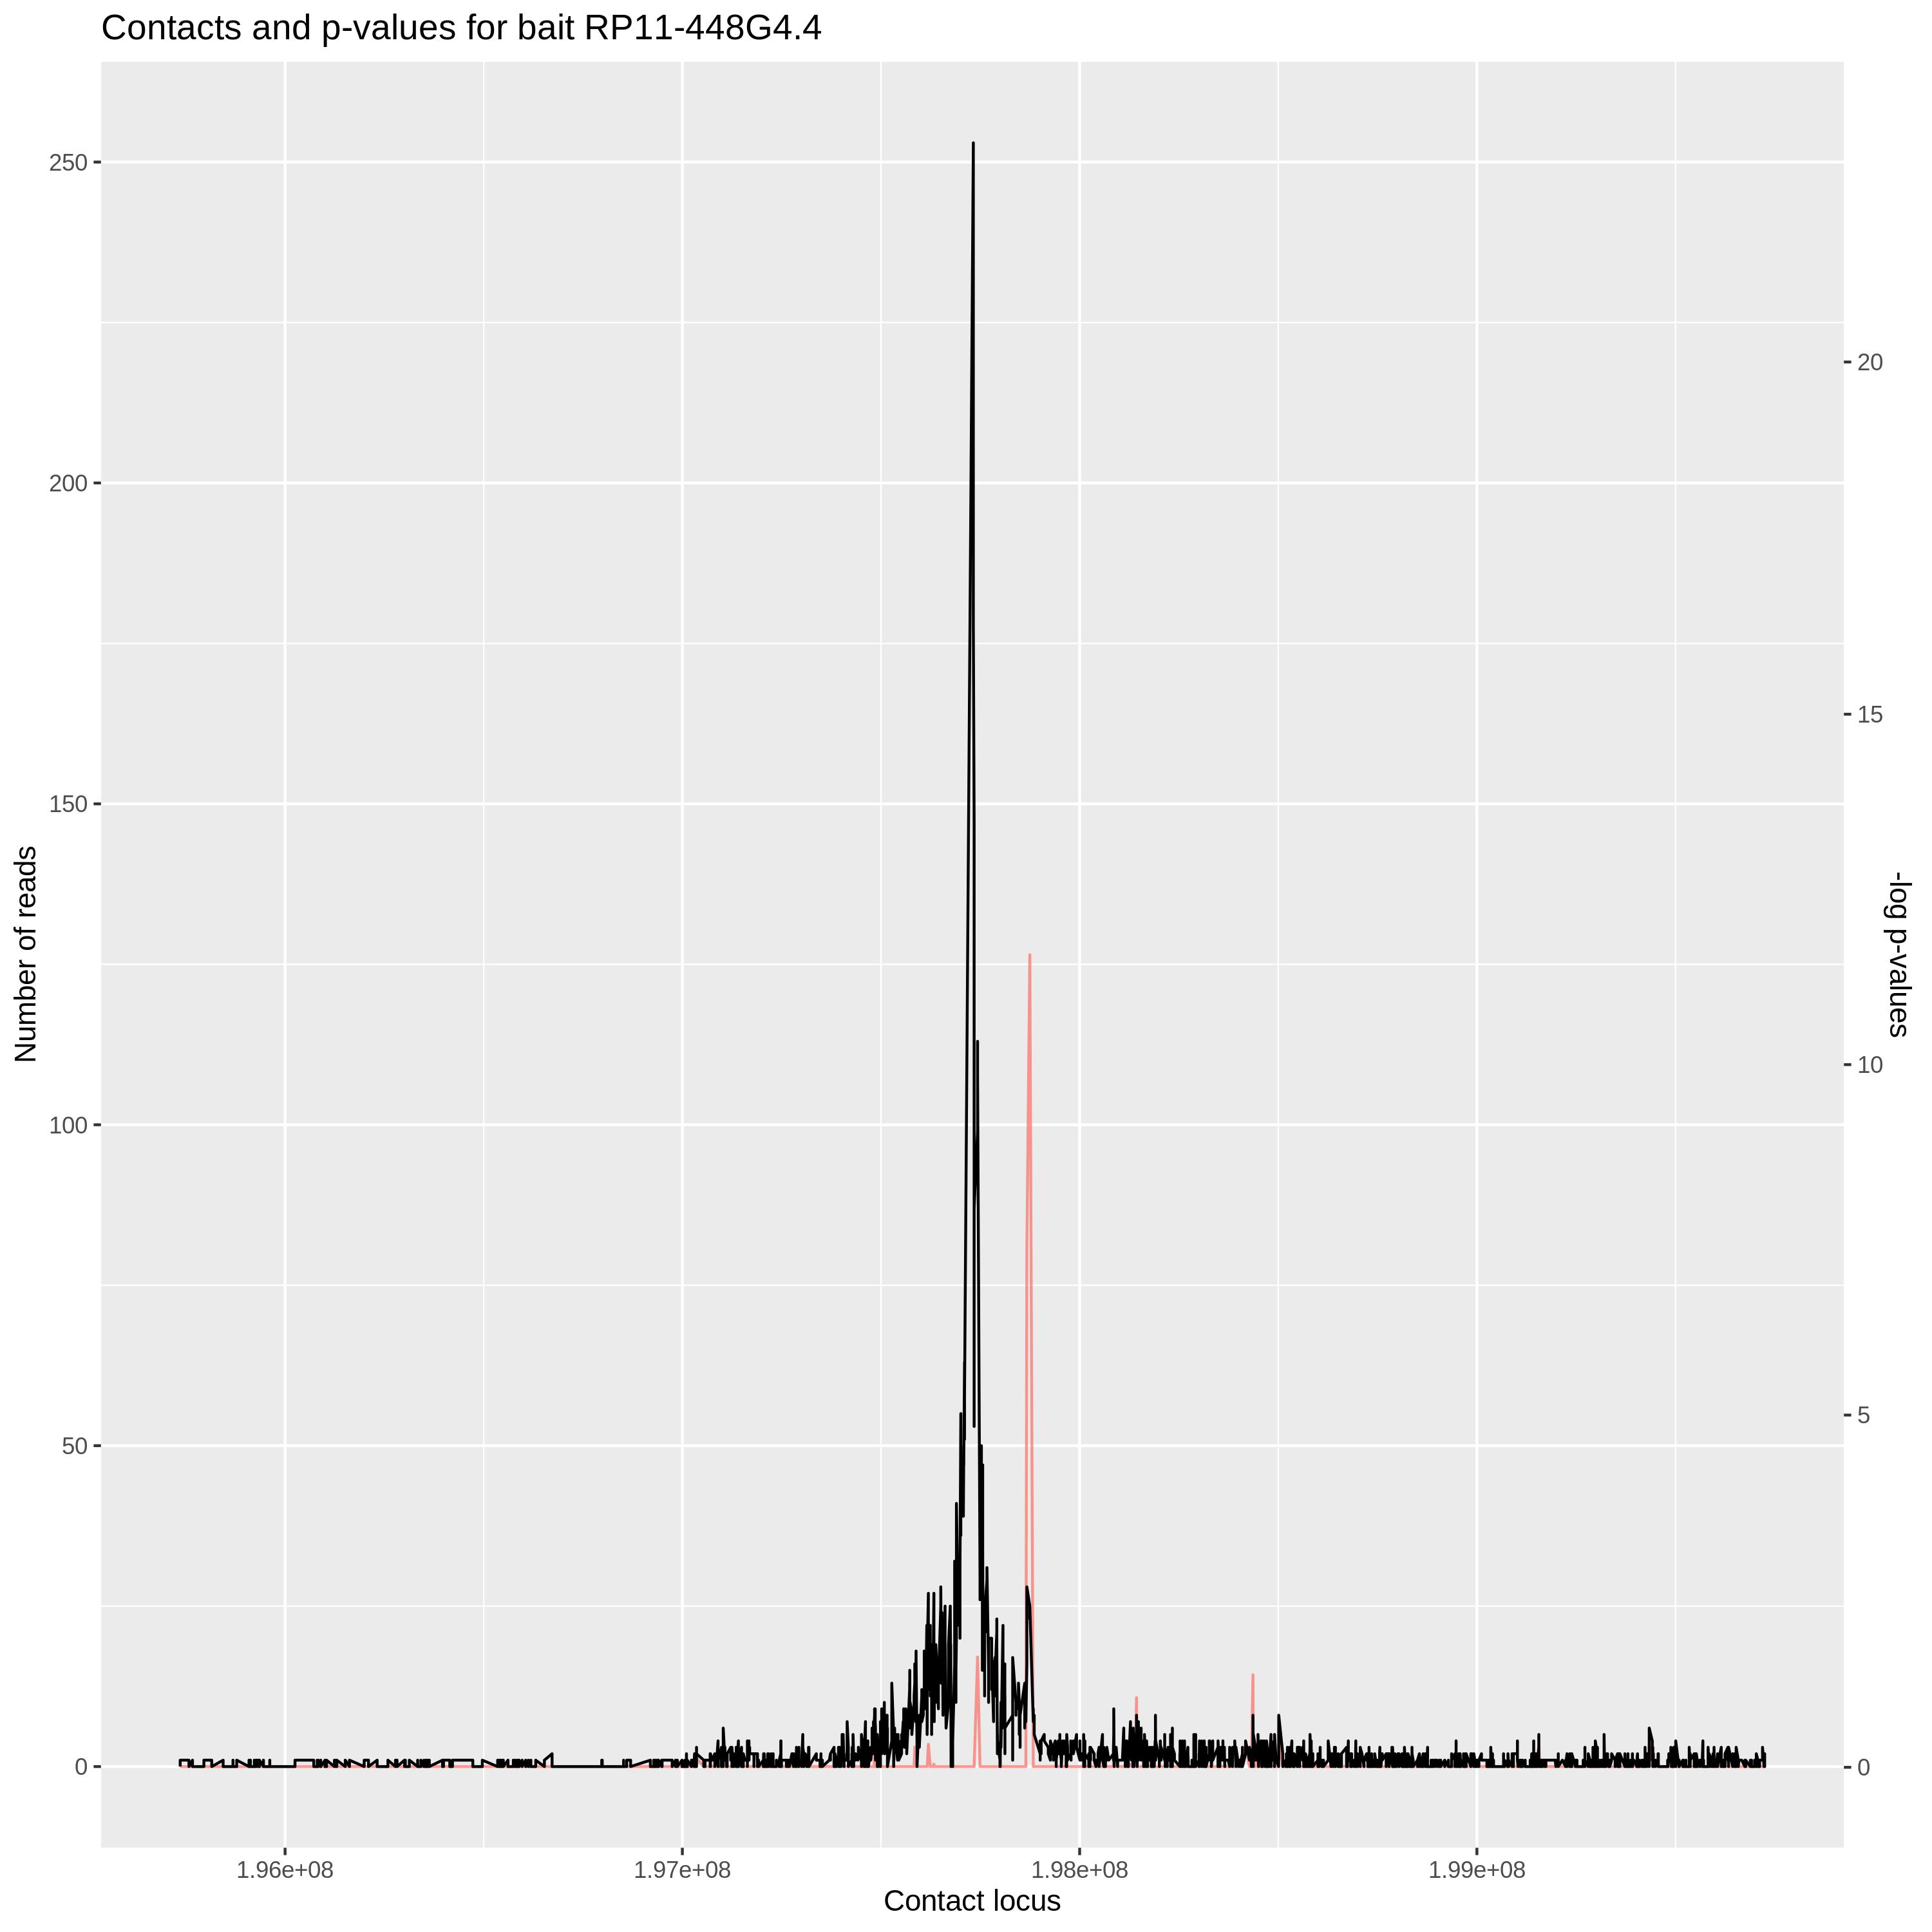 Contacts and p-values for bait RP11-448G4.4
250
200
150
100
50
0
Number of reads
20
15
10
5
0
-log p-values
1.96e+08
1.97e+08
1.98e+08
1.99e+08
Contact locus